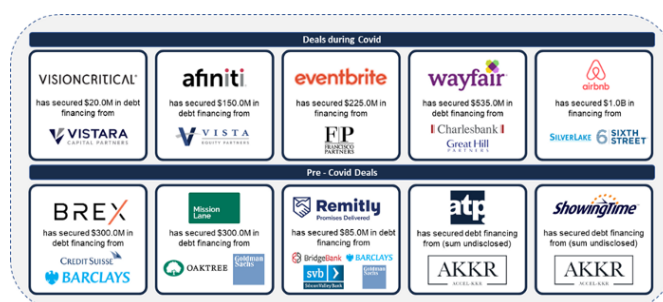 Deals during Covid
VISIONCRITICAL®
has secured $20.0M in debt
financing from
VISTARA
CAPITAL PARTNERS
afiniti
has secured $150.0M in
debt financing from
VISTA
EQUITY PARTNERS
eventbrite
has secured $225.0M in
debt financing from
FP
FRANCISCO
PARTNERS
wayfair
has secured $535.0M in
debt financing from
Charlesbank
Great Hill
PARTNERS
airbnb
has secured $1.0B in
financing from
SILVERLAKE
6 SIXTH
STREET
Pre - Covid Deals
BREX
has secured $300.0M in
debt financing from
CREDIT SUISSE
BARCLAYS
Mission
Lane
has secured $300.0M in
debt financing from
OAKTREE
Goldman
Sachs
Remitly
Promises Delivered
has secured $85.0M in debt
financing from
BridgeBank
BARCLAYS
svb
Silicon Valley Bank
Goldman
Sachs
atp
has secured debt financing
from (sum undisclosed)
AKKR
ACCEL-KKR
ShowingTime
has secured debt financing
from (sum undisclosed)
AKKR
ACCEL-KKR